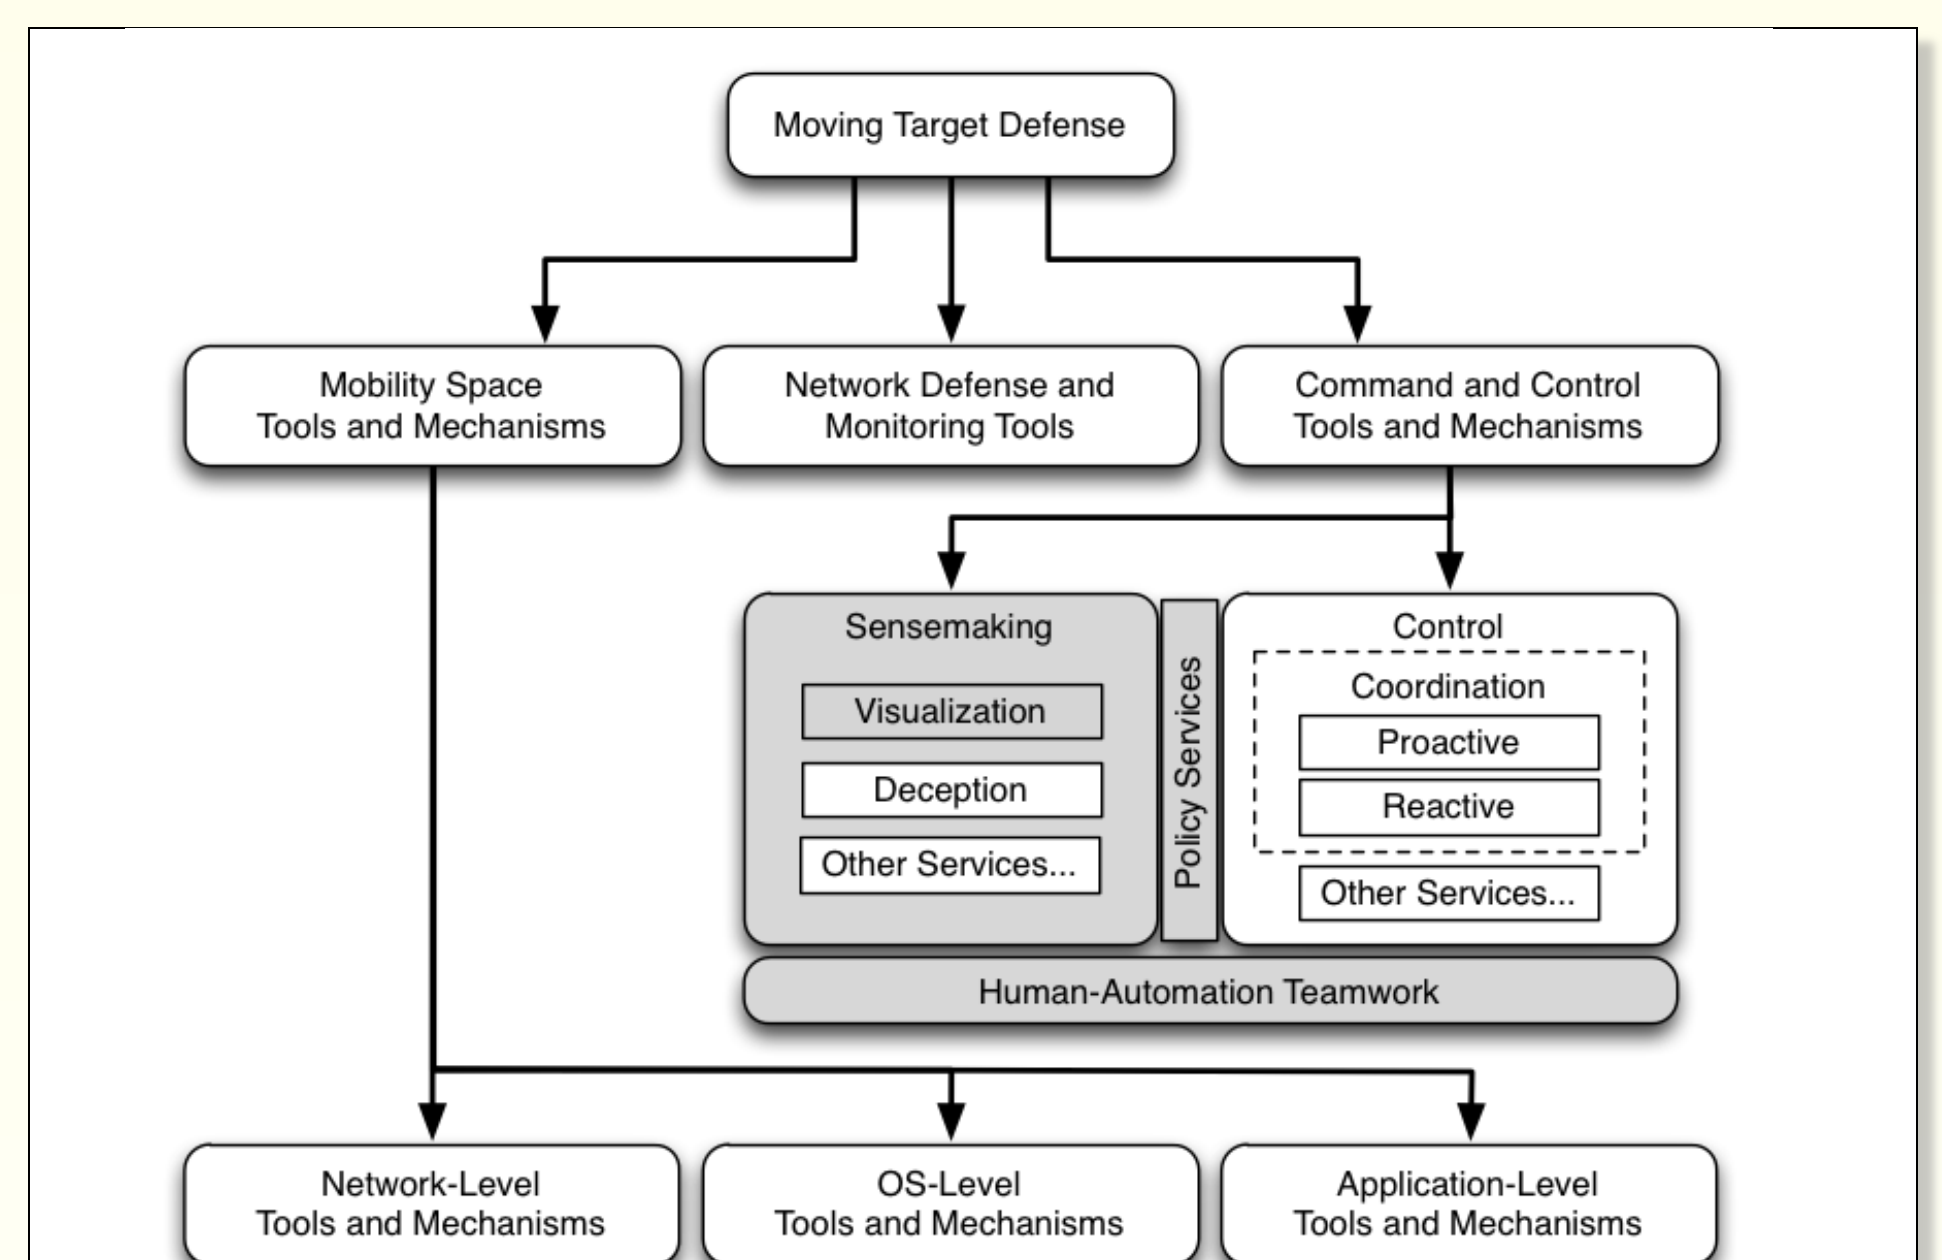 Moving Target Defense
Mobility Space
Tools and Mechanisms
Network Defense and
Monitoring Tools
Command and Control
Tools and Mechanisms
Sensemaking
Visualization
Deception
Other Services...
Policy Services
Control
Coordination
Proactive
Reactive
Other Services...
Human-Automation Teamwork
Network-Level
Tools and Mechanisms
OS-Level
Tools and Mechanisms
Application-Level
Tools and Mechanisms